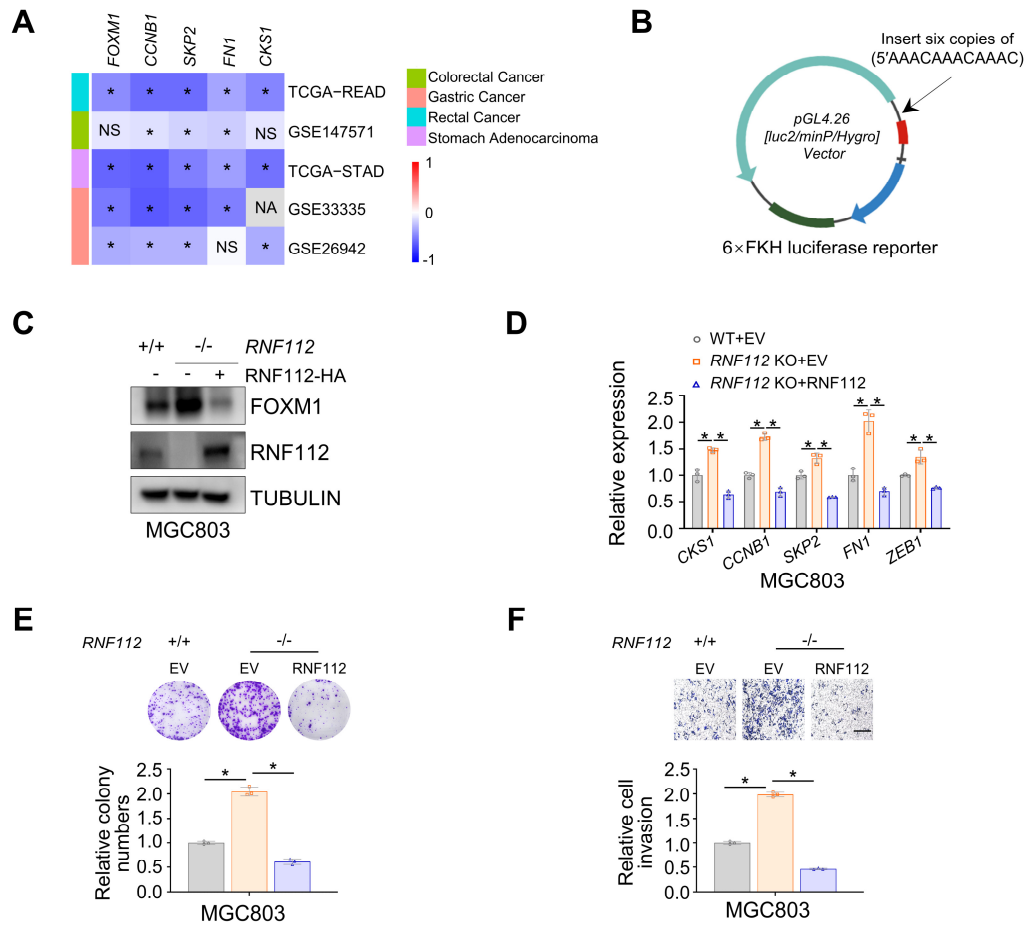 A
FOXM1 CCNB1 SKP2 FN1 CKS1
* * * * * TCGA−READ
NS * * * NS GSE147571
* * * * * TCGA−STAD
* * * * NA GSE33335
* * * NS * GSE26942
Colorectal Cancer
Gastric Cancer
Rectal Cancer
Stomach Adenocarcinoma
1
0
-1
B
Insert six copies of
(5′AAACAAACAAAC)
pGL4.26
[luc2/minP/Hygro]
Vector
6×FKH luciferase reporter
C
+/+ -/- RNF112
- - + RNF112-HA
FOXM1
RNF112
TUBULIN
MGC803
D
WT+EV
RNF112 KO+EV
RNF112 KO+RNF112
Relative expression
2.5
2.0
1.5
1.0
0.5
0.0
* * * * * * * * * *
CKS1 CCNB1 SKP2 FN1 ZEB1
MGC803
E
RNF112 +/+ -/-
EV EV RNF112
Relative colony
numbers
2.5
2.0
1.0
0.5
0.0
* *
MGC803
F
RNF112 +/+ -/-
EV EV RNF112
Relative cell
invasion
2.5
2.0
1.0
0.5
0.0
* *
MGC803